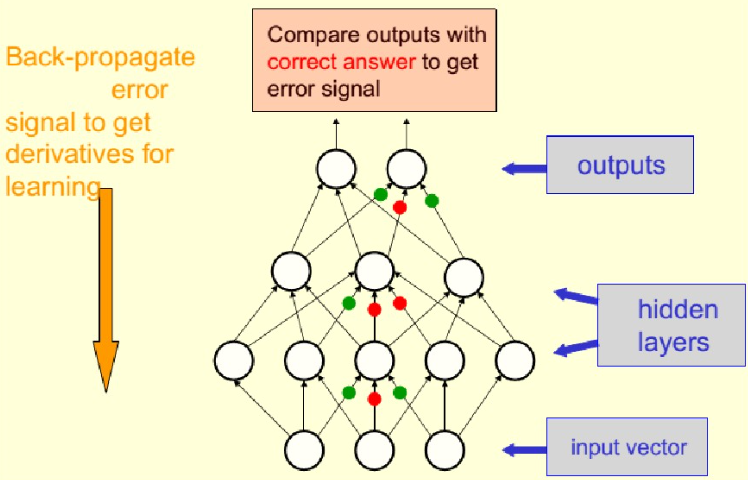 Compare outputs with
correct answer to get
error signal
Back-propagate
error
signal to get
derivatives for
learning
outputs
hidden
layers
input vector